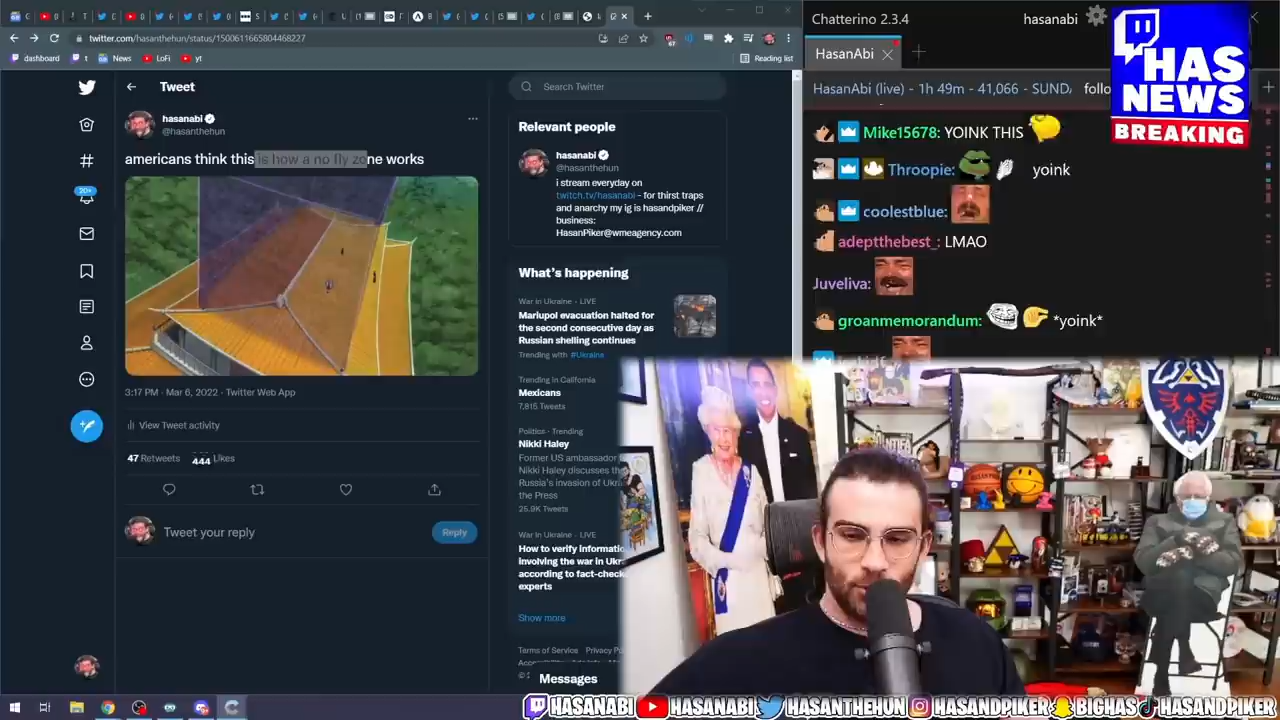 twitter.com/hasanthehun/status/1500611665804468227
dashboard
News
LoFi
yt
Reading list
Tweet
hasanabi
@hasanthehun
americans think this is how a no fly zone works
3:17 PM · Mar 6, 2022 · Twitter Web App
View Tweet activity
47 Retweets
444 Likes
Tweet your reply
Reply
20+
Search Twitter
Relevant people
hasanabi
@hasanthehun
i stream everyday on
twitch.tv/hasanabi - for thirst traps
and anarchy my ig is hasandpiker //
business:
HasanPiker@wmeagency.com
What's happening
War in Ukraine · LIVE
Mariupol evacuation halted for
the second consecutive day as
Russian shelling continues
Trending with #Ukraine
Trending in California
Mexicans
7,815 Tweets
Politics · Trending
Nikki Haley
Former US ambassador
Nikki Haley discusses the
Russia's invasion of
the Press
25.9K Tweets
War in Ukraine · LIVE
How to verify
involving the war in
according to
experts
Show more
Terms of Service
Messages
Chatterino 2.3.4
hasanabi
HasanAbi
HasanAbi (live) - 1h 49m - 41,066 - SUND
Mike15678: YOINK THIS
Throopie: yoink
coolestblue:
adeptthebest_: LMAO
Juveliva:
groanmemorandum: *yoink*
HAS
NEWS
BREAKING
HASANABI
HASANABI
HASANTHEHUN
HASANDPIKER
BIGHAS
HASANDPIKER